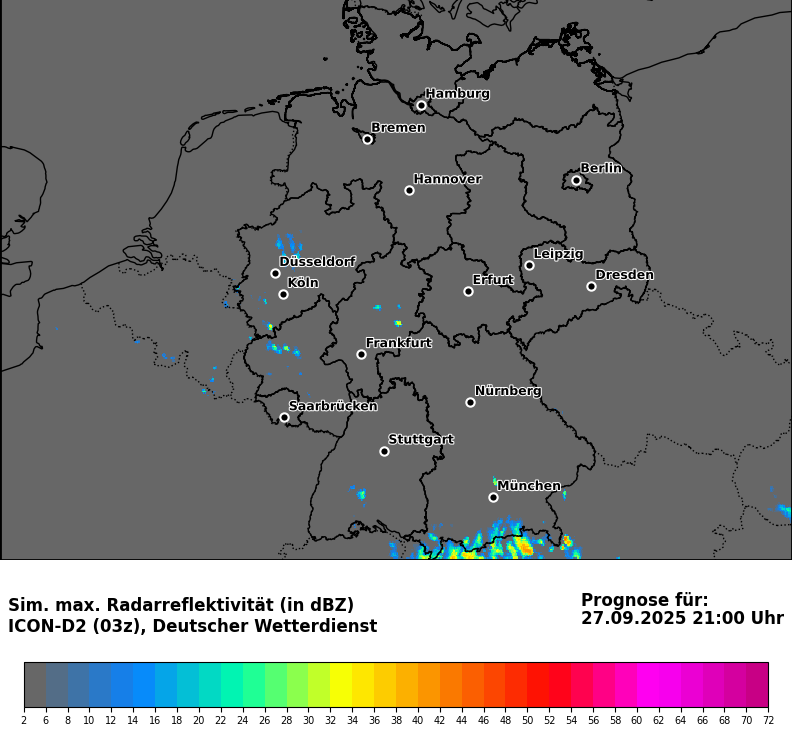 Hamburg
Bremen
Berlin
Hannover
Leipzig
Düsseldorf
Dresden
Erfurt
Köln
Frankfurt
Nürnberg
Saarbrücken
Stuttgart
München
Sim. max. Radarreflektivität (in dBZ)
ICON-D2 (03z), Deutscher Wetterdienst
Prognose für:
27.09.2025 21:00 Uhr
2 6 8 10 12 14 16 18 20 22 24 26 28 30 32 34 36 38 40 42 44 46 48 50 52 54 56 58 60 62 64 66 68 70 72